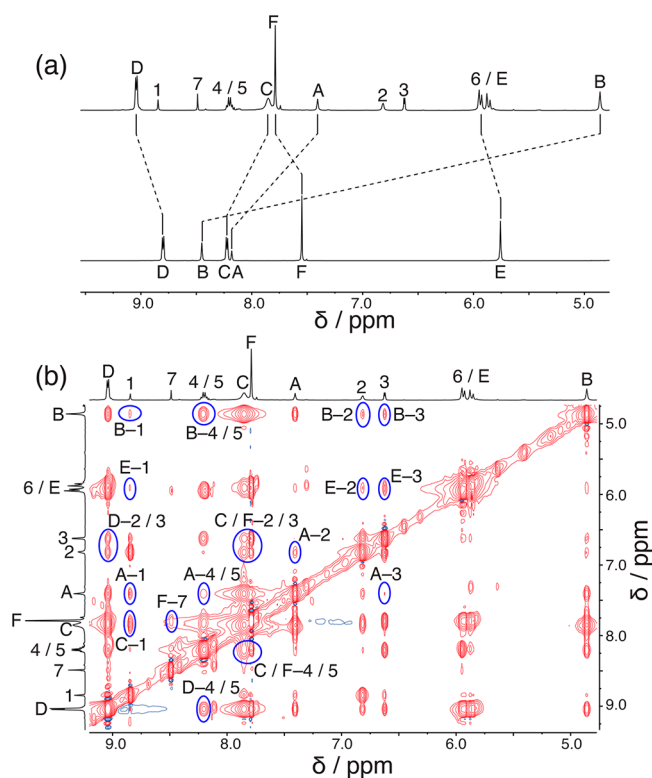 (a)
D 1 7 4 / 5 C F A 2 3 6 / E B
D B C A F E
9.0 8.0 7.0 6.0 5.0
δ / ppm
(b)
D 1 7 4 / 5 C F A 2 3 6 / E B
B
B–1 B–4 / 5 B–2 B–3
5.0
E–1 E–2 E–3
6 / E
6.0
D–2 / 3 C / F–2 / 3 A–2
3
2
A–1 A–4 / 5 A–3
7.0
A
F–7
F
C
C–1
8.0
4 / 5
C / F–4 / 5
7
D–4 / 5
1
D
9.0
δ / ppm
9.0 8.0 7.0 6.0 5.0
δ / ppm